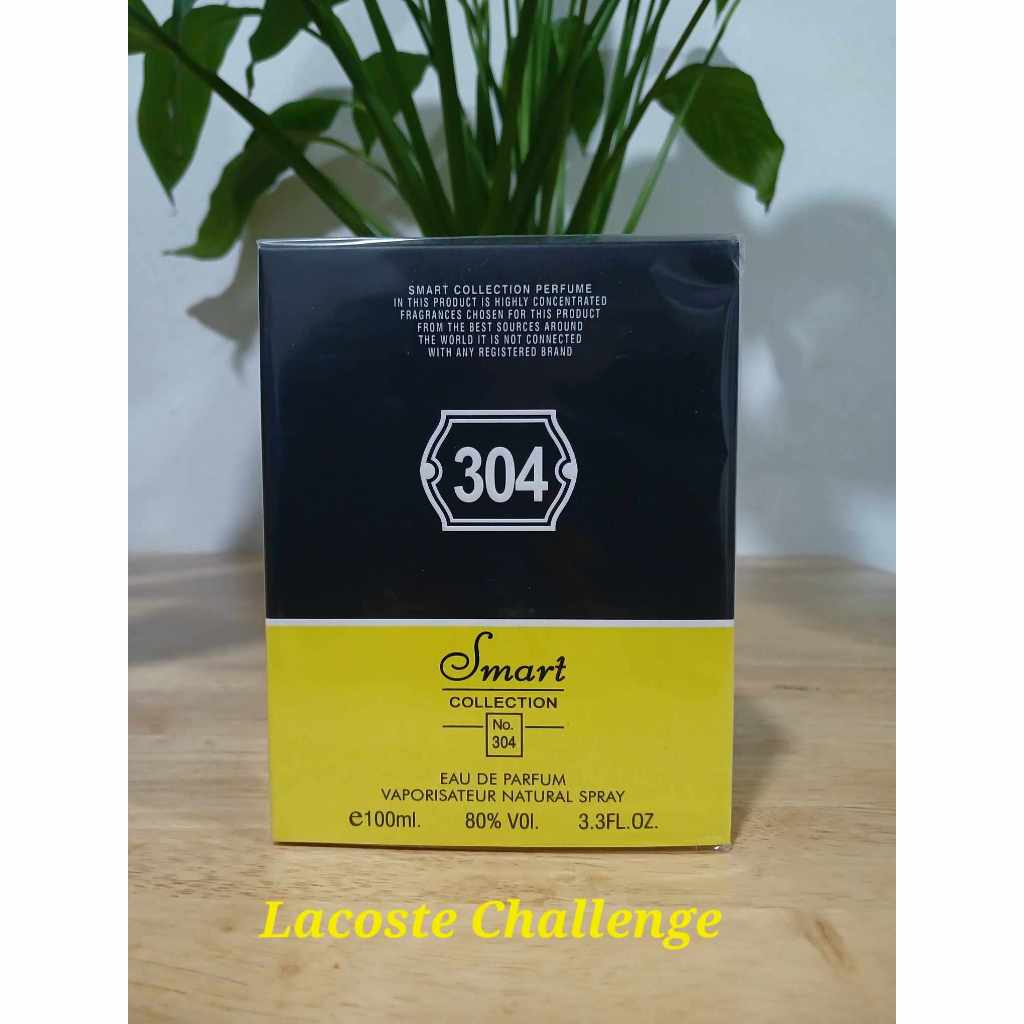 SMART COLLECTION PERFUME
IN THIS PRODUCT IS HIGHLY CONCENTRATED
FRAGRANCES CHOSEN FOR THIS PRODUCT
FROM THE BEST SOURCES AROUND
THE WORLD IT IS NOT CONNECTED
WITH ANY REGISTERED BRAND
304
Smart
COLLECTION
No.
304
EAU DE PARFUM
VAPORISATEUR NATURAL SPRAY
e100ml. 80% VOl. 3.3FL.OZ.
Lacoste Challenge